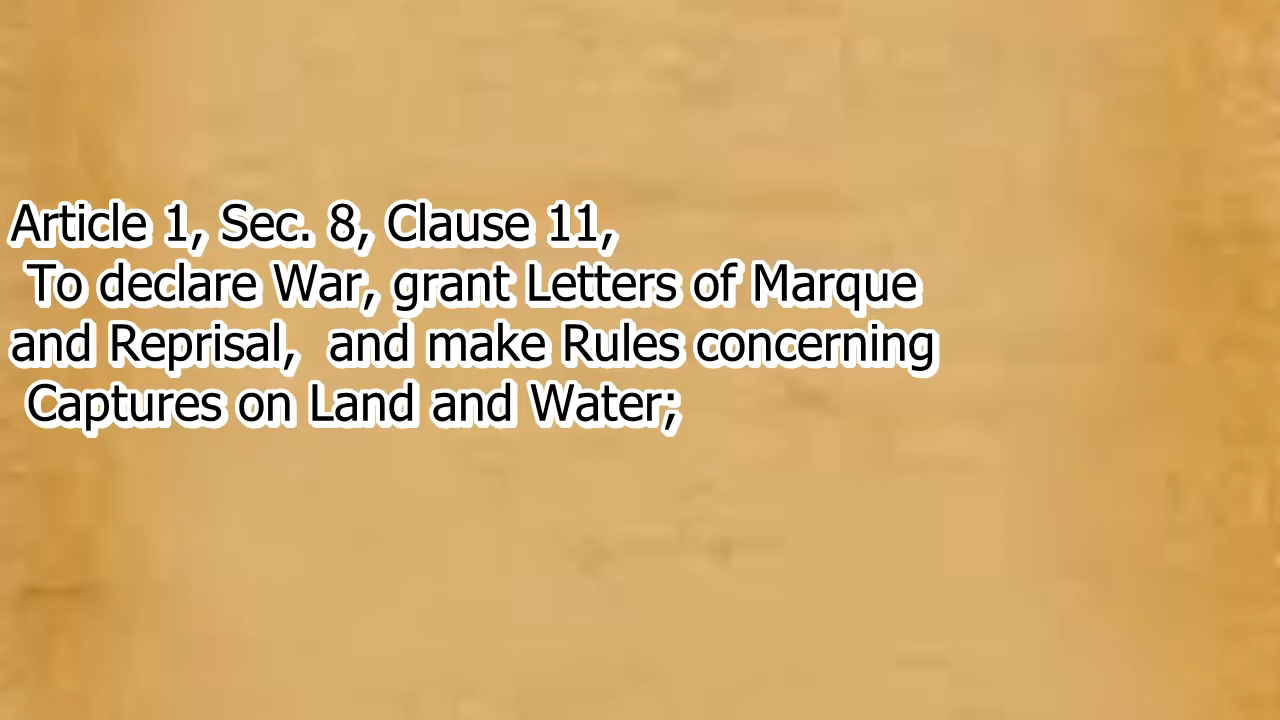 Article 1, Sec. 8, Clause 11,
To declare War, grant Letters of Marque
and Reprisal,  and make Rules concerning
Captures on Land and Water;